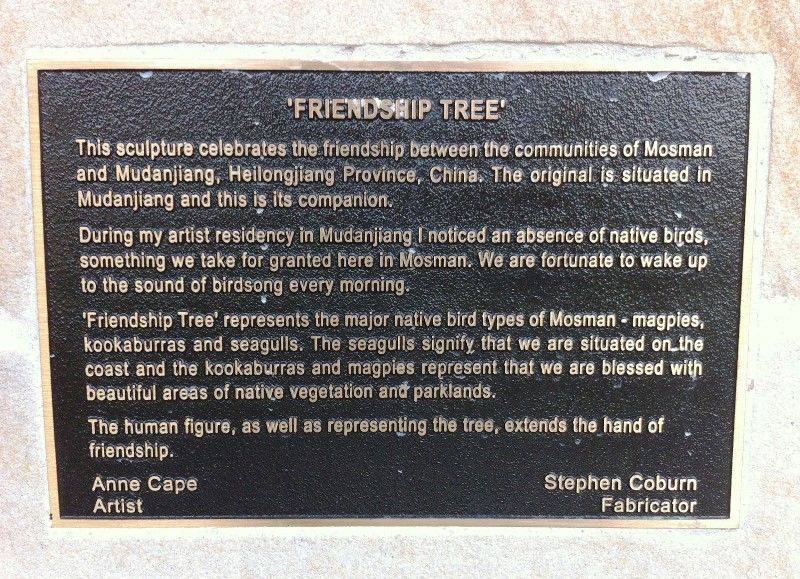 'FRIENDSHIP TREE'
This sculpture celebrates the friendship between the communities of Mosman
and Mudanjiang, Heilongjiang Province, China. The original is situated in
Mudanjiang and this is its companion.
During my artist residency in Mudanjiang I noticed an absence of native birds,
something we take for granted here in Mosman. We are fortunate to wake up
to the sound of birdsong every morning.
'Friendship Tree' represents the major native bird types of Mosman - magpies,
kookaburras and seagulls. The seagulls signify that we are situated on the
coast and the kookaburras and magpies represent that we are blessed with
beautiful areas of native vegetation and parklands.
The human figure, as well as representing the tree, extends the hand of
friendship.
Anne Cape Stephen Coburn
Artist Fabricator